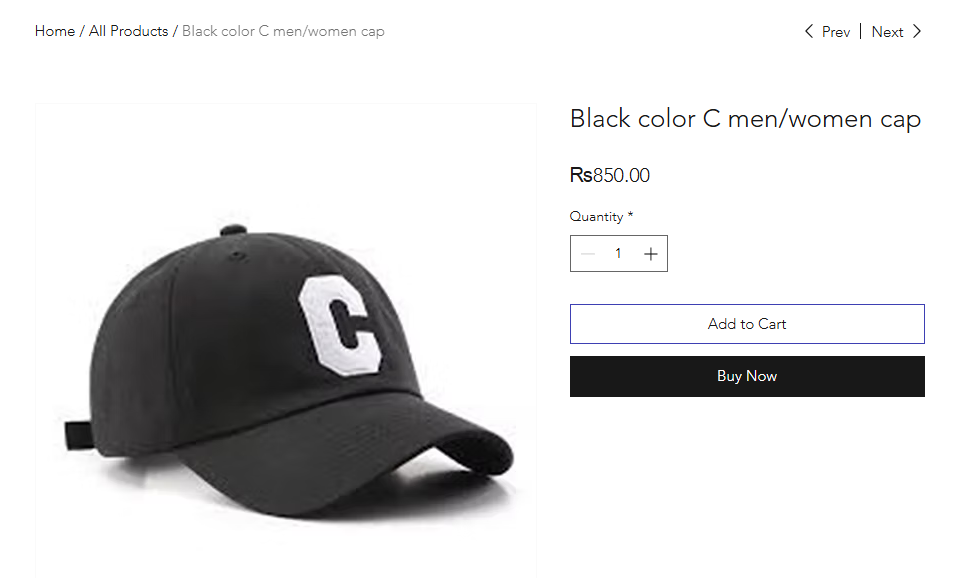 Home / All Products / Black color C men/women cap
Prev | Next
Black color C men/women cap
₨850.00
Quantity *
1
Add to Cart
Buy Now
C